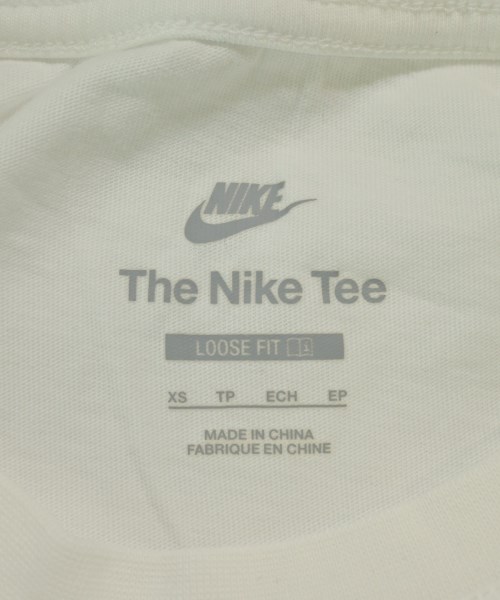 NIKE
The Nike Tee
LOOSE FIT
XS TP ECH EP
MADE IN CHINA
FABRIQUE EN CHINE